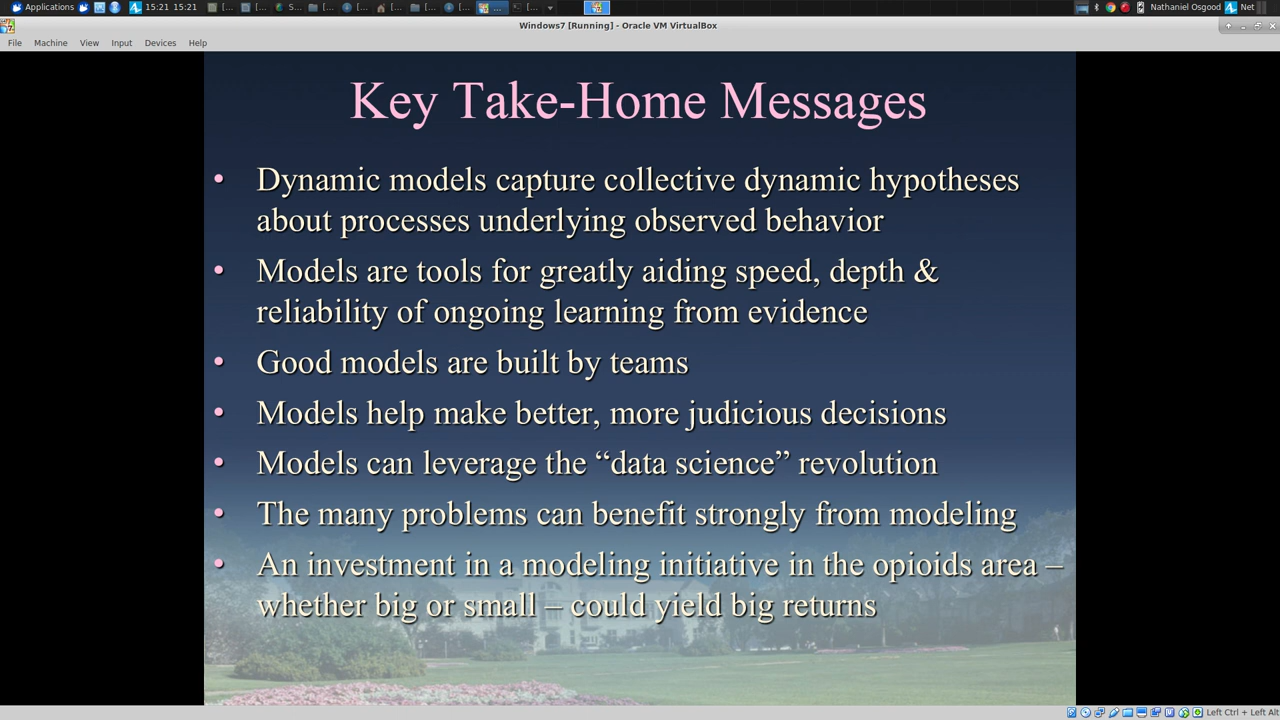 Applications
15:21 15:21
[...
[...
S...
[...
[...
[...
[...
[...
...
[...
Nathaniel Osgood
Net
Windows7 [Running] - Oracle VM VirtualBox
File Machine View Input Devices Help
Key Take-Home Messages
• Dynamic models capture collective dynamic hypotheses
about processes underlying observed behavior
• Models are tools for greatly aiding speed, depth &
reliability of ongoing learning from evidence
• Good models are built by teams
• Models help make better, more judicious decisions
• Models can leverage the “data science” revolution
• The many problems can benefit strongly from modeling
• An investment in a modeling initiative in the opioids area –
whether big or small – could yield big returns
Left Ctrl + Left Alt